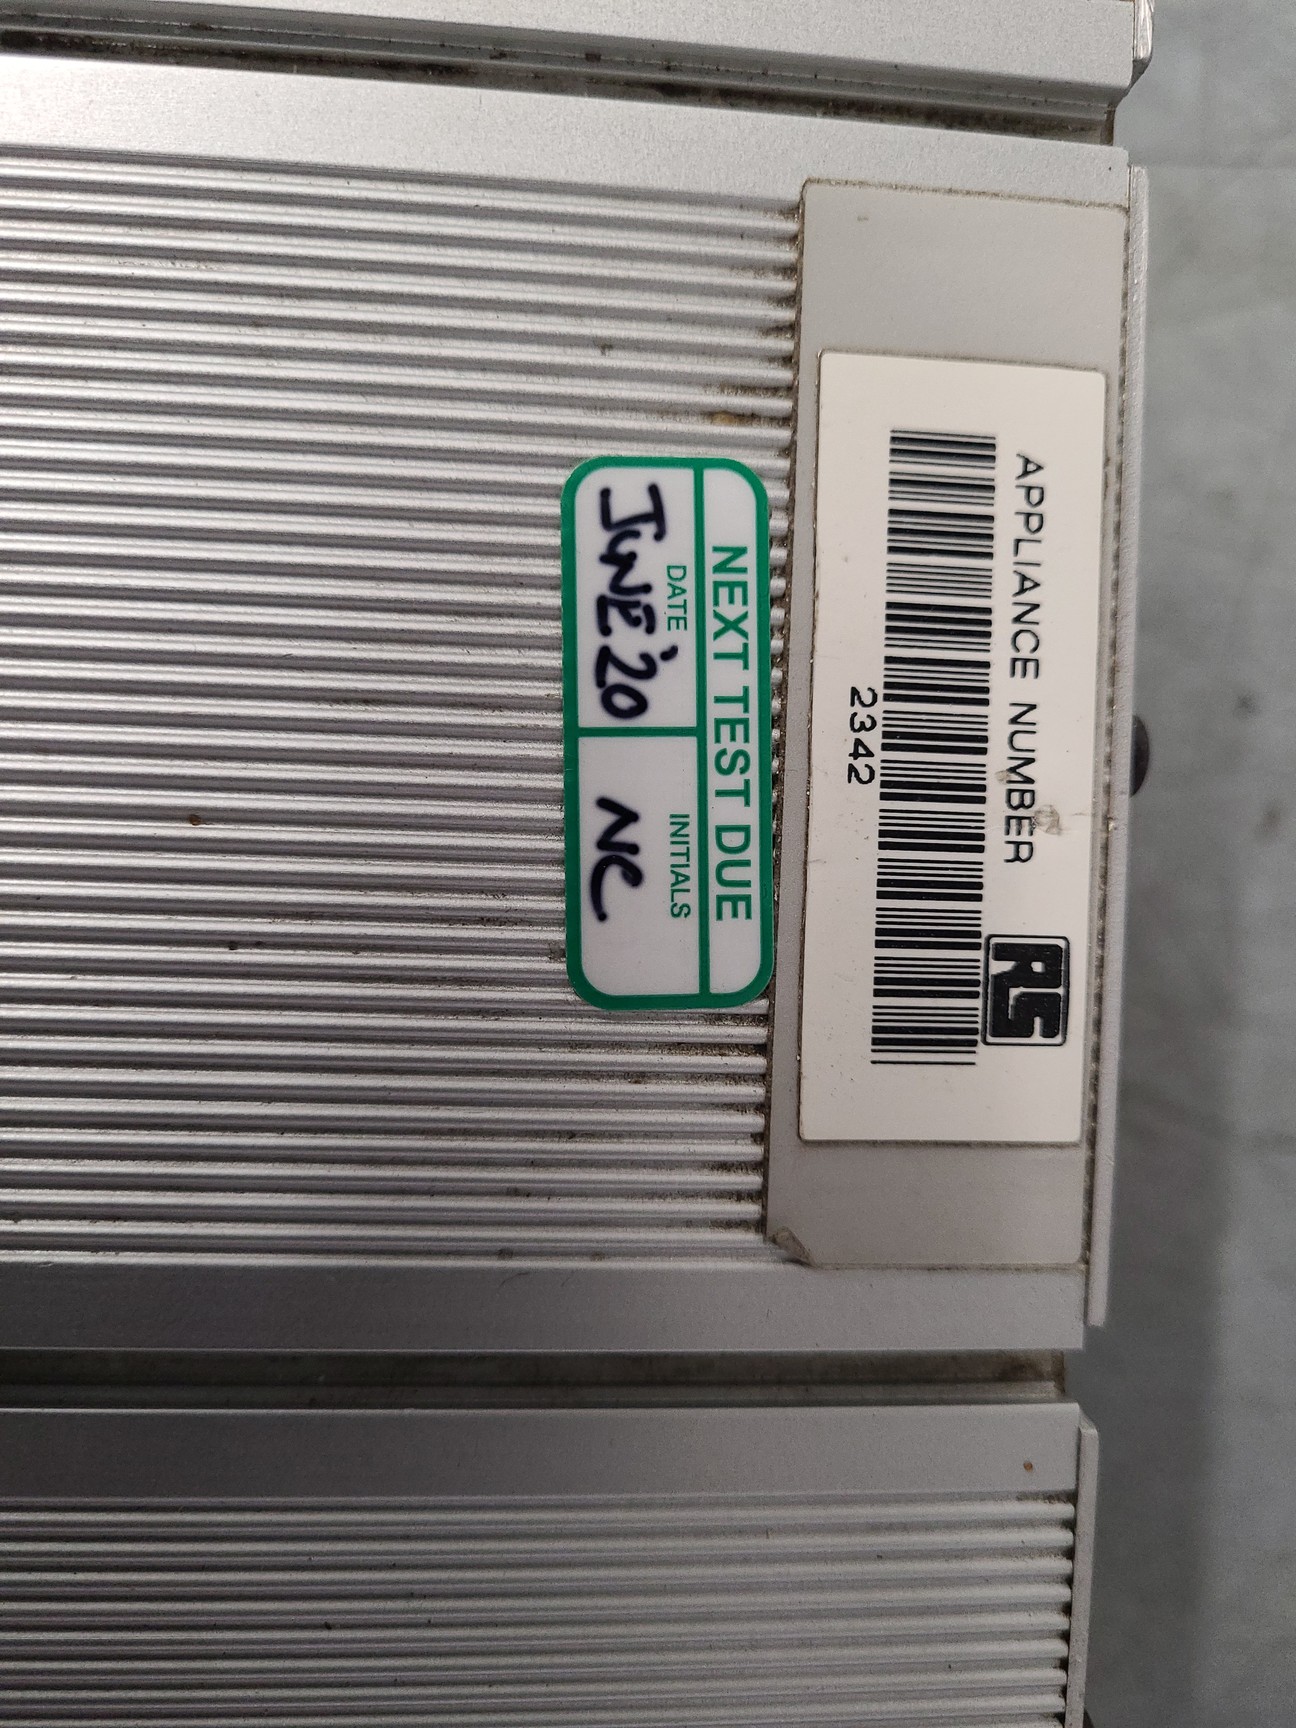 APPLIANCE NUMBER
RS
2342
NEXT TEST DUE
DATE
INITIALS
JUNE '20
NC